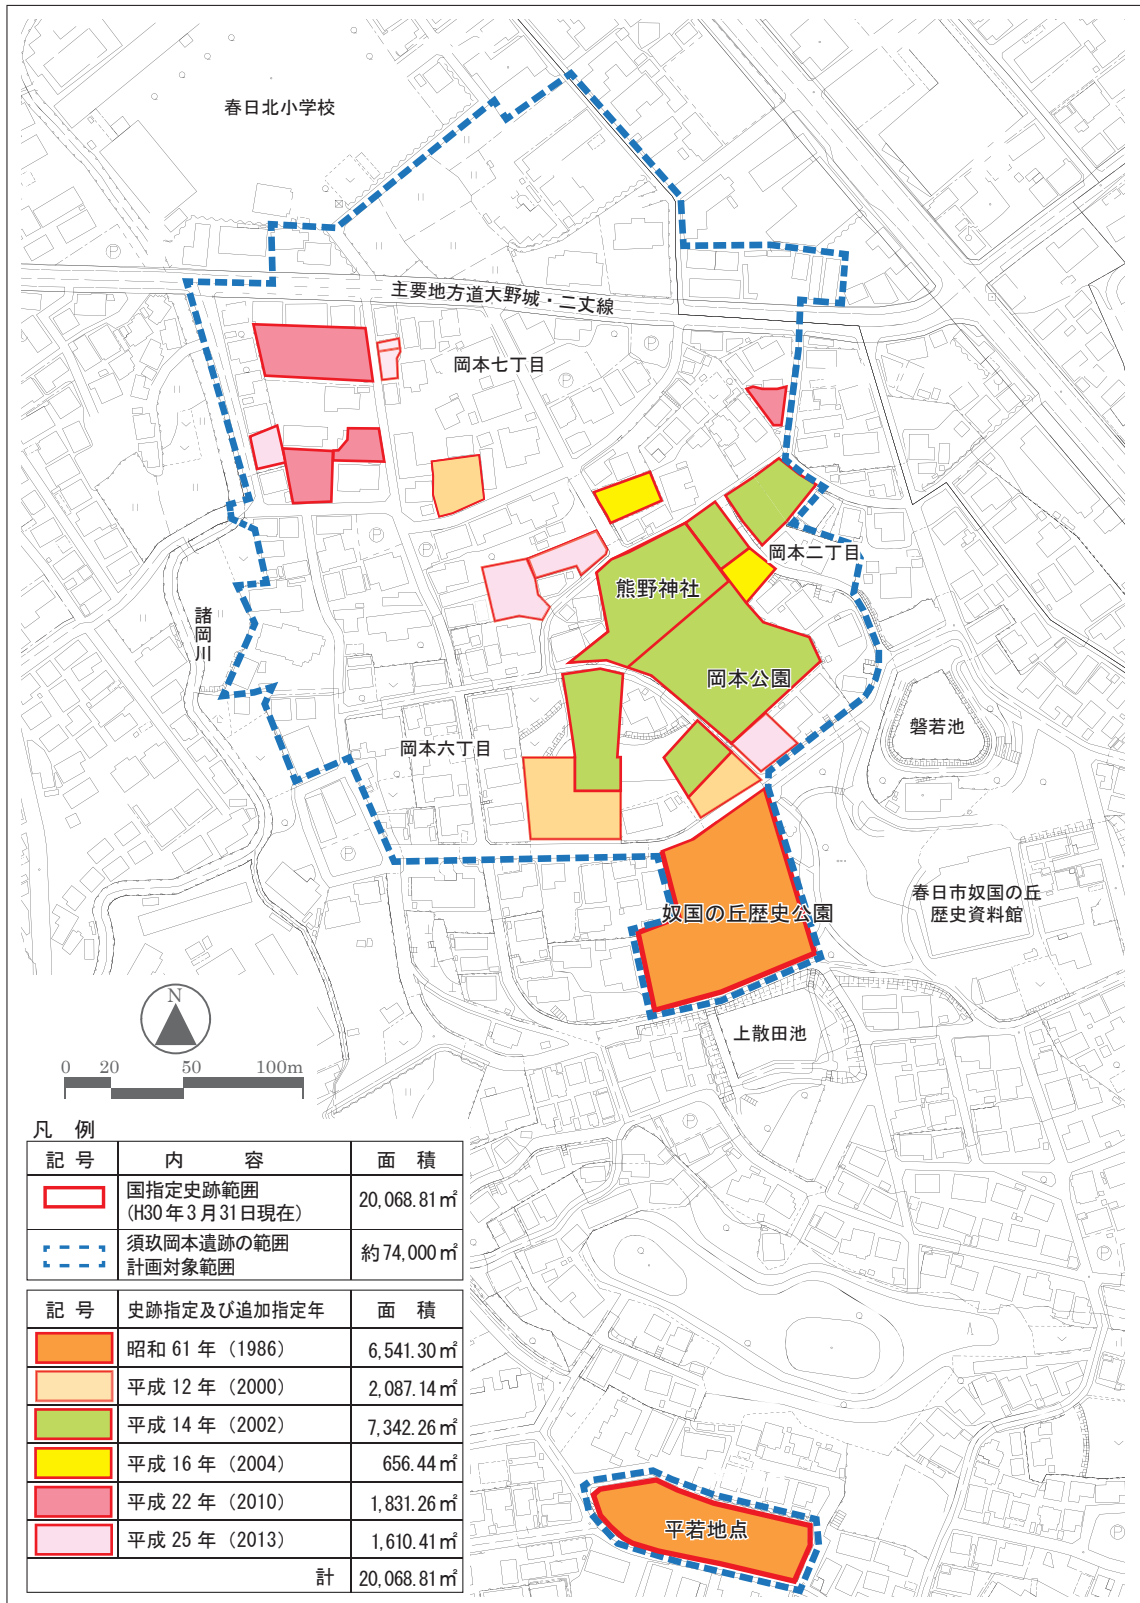 春日北小学校
主要地方道大野城・二丈線
岡本七丁目
岡本二丁目
熊野神社
諸岡川
岡本公園
磐若池
岡本六丁目
春日市奴国の丘
歴史資料館
奴国の丘歴史公園
上散田池
N
0 20 50 100m
凡 例
記 号 内 容 面 積
国指定史跡範囲
(H30年3月31日現在)
20,068.81㎡
須玖岡本遺跡の範囲
計画対象範囲
約74,000㎡
記 号 史跡指定及び追加指定年 面 積
昭和 61 年（1986） 6,541.30㎡
平成 12 年（2000） 2,087.14㎡
平成 14 年（2002） 7,342.26㎡
平成 16 年（2004） 656.44㎡
平成 22 年（2010） 1,831.26㎡
平成 25 年（2013） 1,610.41㎡
計 20,068.81㎡
平若地点